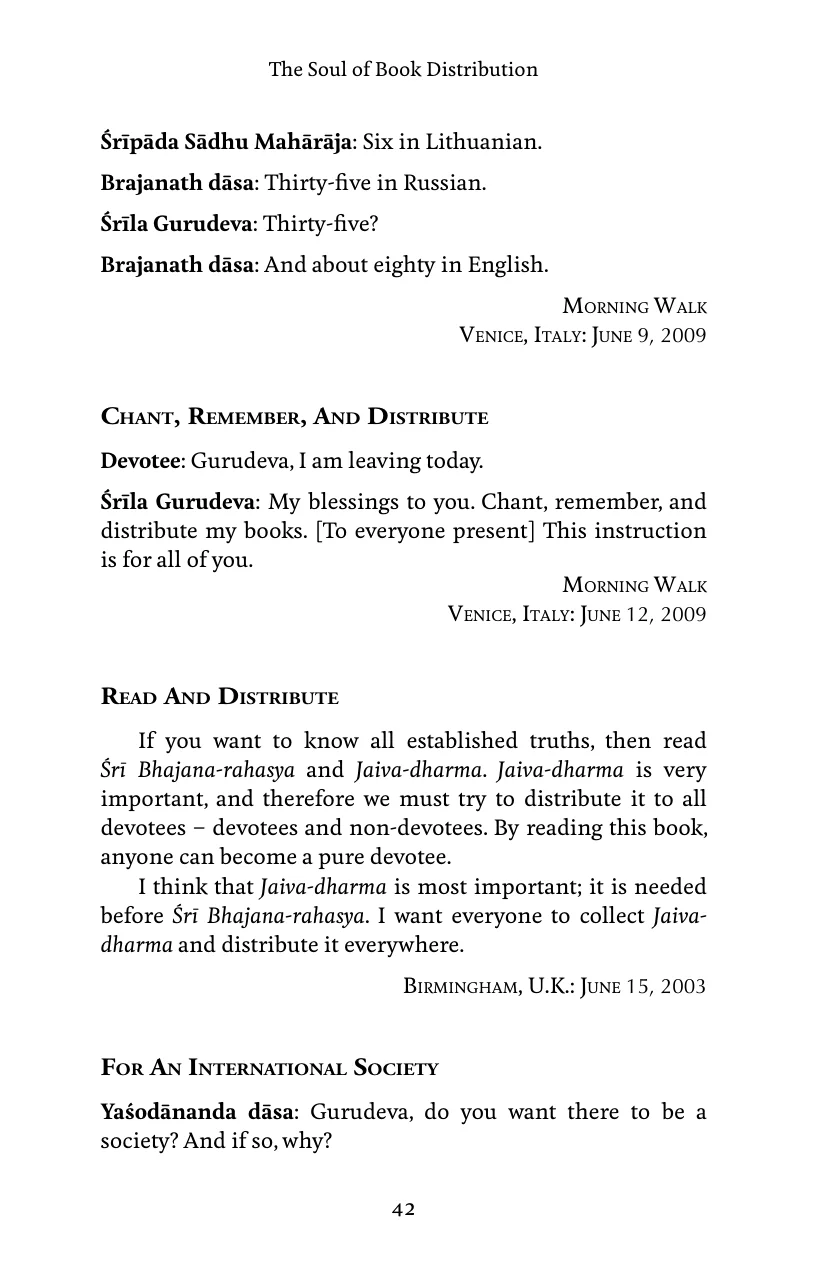 The Soul of Book Distribution
Śrīpāda Sādhu Mahārāja: Six in Lithuanian.
Brajanath dāsa: Thirty-five in Russian.
Śrīla Gurudeva: Thirty-five?
Brajanath dāsa: And about eighty in English.
Morning Walk
Venice, Italy: June 9, 2009
Chant, Remember, And Distribute
Devotee: Gurudeva, I am leaving today.
Śrīla Gurudeva: My blessings to you. Chant, remember, and
distribute my books. [To everyone present] This instruction
is for all of you.
Morning Walk
Venice, Italy: June 12, 2009
Read And Distribute
If you want to know all established truths, then read
Śrī Bhajana-rahasya and Jaiva-dharma. Jaiva-dharma is very
important, and therefore we must try to distribute it to all
devotees – devotees and non-devotees. By reading this book,
anyone can become a pure devotee.
I think that Jaiva-dharma is most important; it is needed
before Śrī Bhajana-rahasya. I want everyone to collect Jaiva-
dharma and distribute it everywhere.
Birmingham, U.K.: June 15, 2003
For An International Society
Yaśodānanda dāsa: Gurudeva, do you want there to be a
society? And if so, why?
42